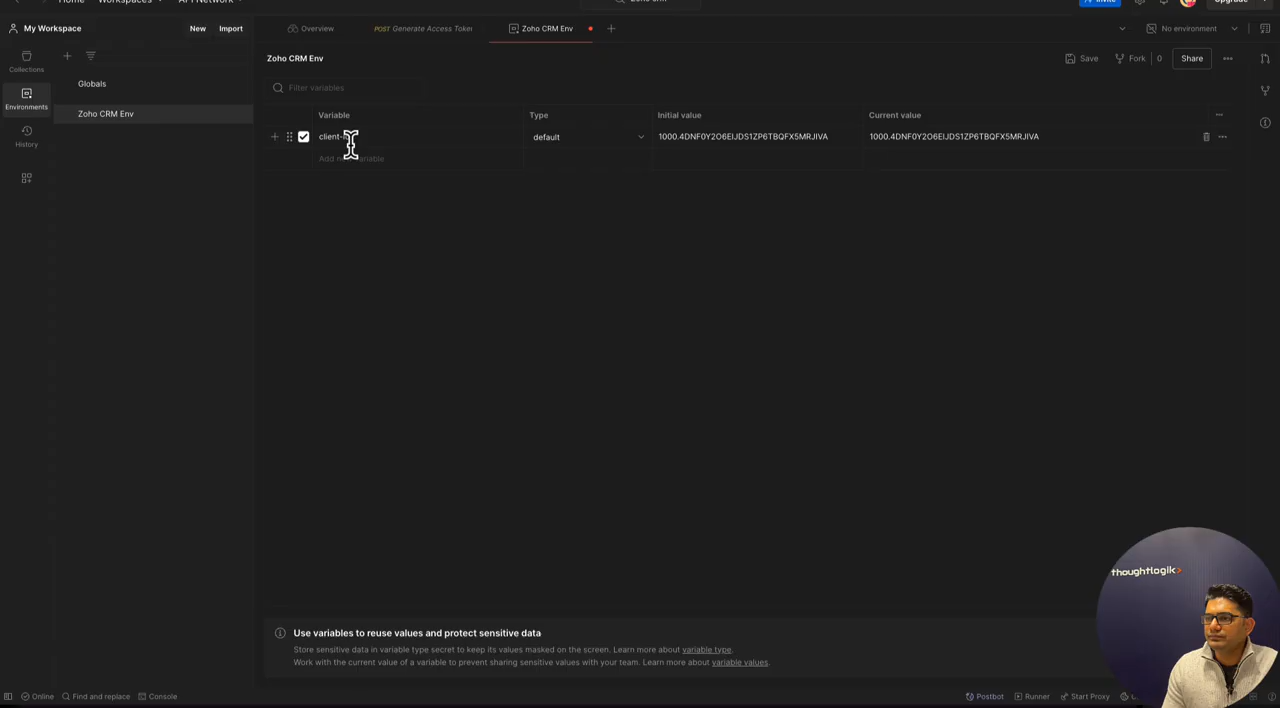 My Workspace
New
Import
Overview
POST Generate Access Token
Zoho CRM Env
No environment
Collections
Environments
History
Globals
Zoho CRM Env
Zoho CRM Env
Save
Fork
0
Share
Filter variables
Variable
Type
Initial value
Current value
default
1000.4DNF0Y2O6EIJDS1ZP6TBQFX5MRJIVA
1000.4DNF0Y2O6EIJDS1ZP6TBQFX5MRJIVA
Use variables to reuse values and protect sensitive data
Store sensitive data in variable type secret to keep its values masked on the screen. Learn more about variable type.
Work with the current value of a variable to prevent sharing sensitive values with your team. Learn more about variable values.
thoughtlogik>
Online
Find and replace
Console
Postbot
Runner
Start Proxy